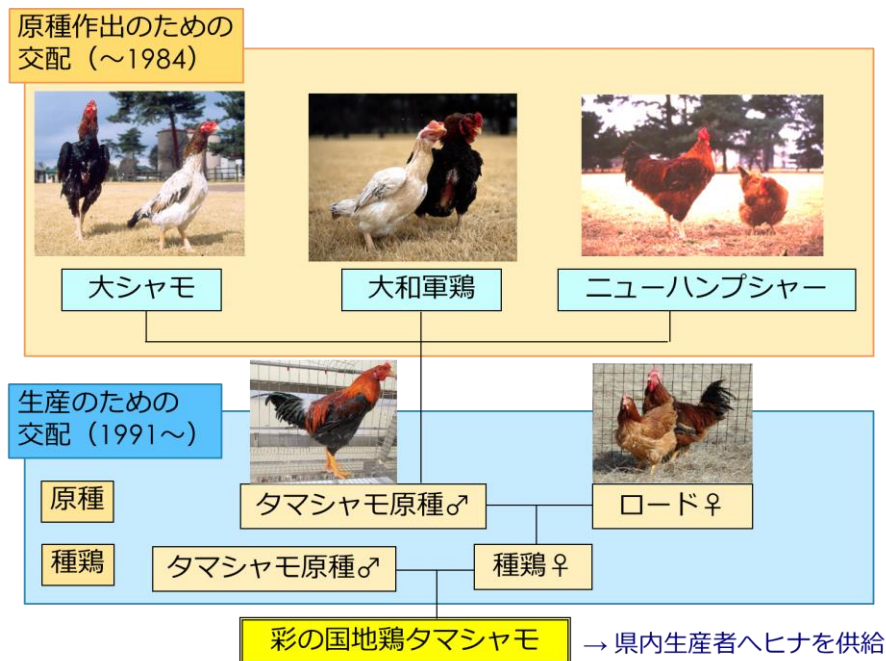 原種作出のための
交配（～1984）
大シャモ
大和軍鶏
ニューハンプシャー
生産のための
交配（1991～）
原種
タマシャモ原種♂
ロード♀
種鶏
タマシャモ原種♂
種鶏♀
彩の国地鶏タマシャモ
→ 県内生産者へヒナを供給